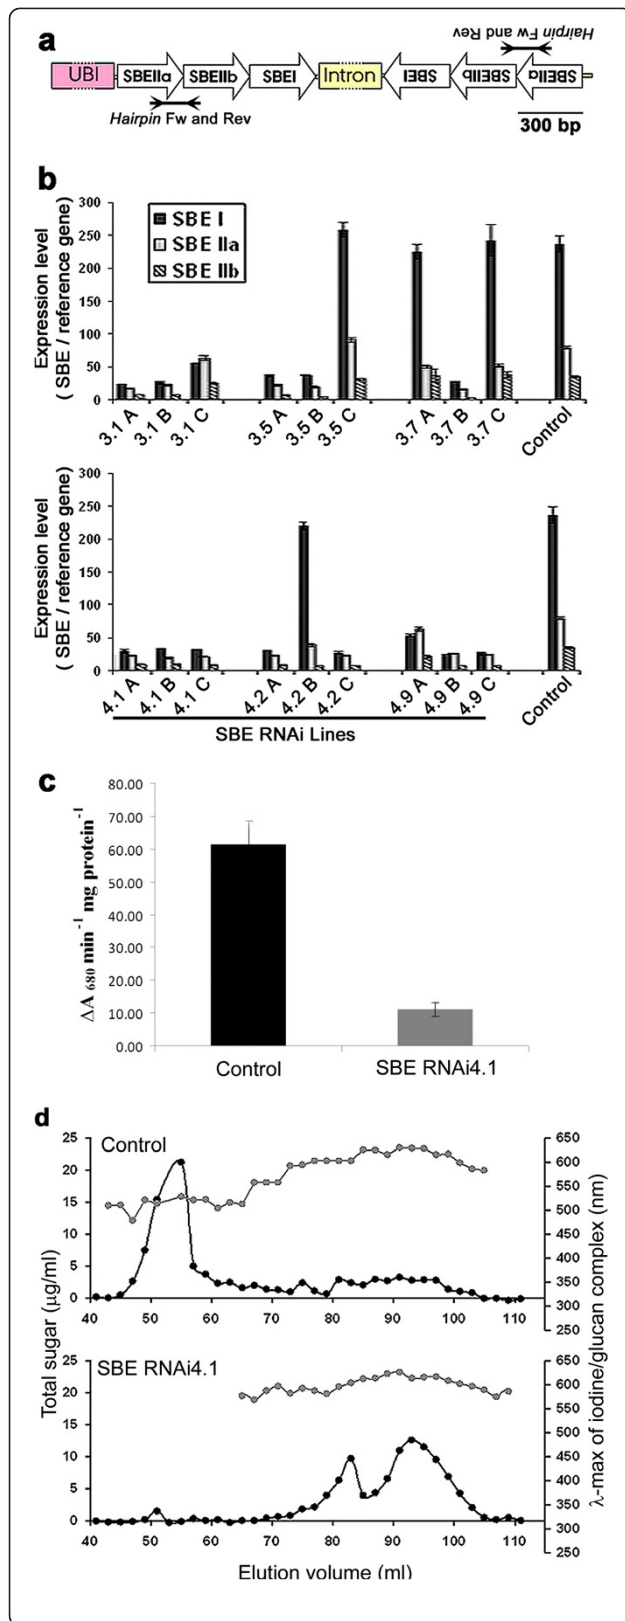 a
Hairpin Fw and Rev
UBI SBEIIa SBEIIb SBEI Intron SBEI SBEIIb SBEIIa
Hairpin Fw and Rev
300 bp
b
Expression level
( SBE / reference gene)
300
250
200
150
100
50
0
SBE I
SBE IIa
SBE IIb
3.1 A 3.1 B 3.1 C 3.5 A 3.5 B 3.5 C 3.7 A 3.7 B 3.7 C Control
Expression level
( SBE / reference gene)
300
250
200
150
100
50
0
4.1 A 4.1 B 4.1 C 4.2 A 4.2 B 4.2 C 4.9 A 4.9 B 4.9 C Control
SBE RNAi Lines
c
ΔA 680 min⁻¹ mg protein⁻¹
80.00
70.00
60.00
50.00
40.00
30.00
20.00
10.00
0.00
Control SBE RNAi4.1
d
Control
Total sugar (µg/ml)
λ-max of iodine/glucan complex (nm)
25
20
15
10
5
0
650
600
550
500
450
400
350
300
250
40 50 60 70 80 90 100 110
SBE RNAi4.1
25
20
15
10
5
0
650
600
550
500
450
400
350
300
250
40 50 60 70 80 90 100 110
Elution volume (ml)